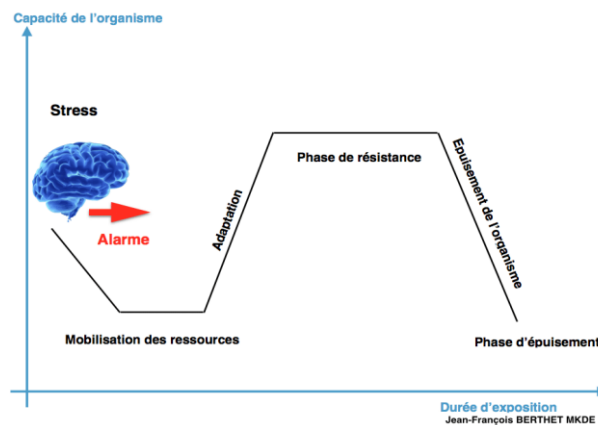 Capacité de l'organisme
Stress
Alarme
Mobilisation des ressources
Adaptation
Phase de résistance
Epuisement de l'organisme
Phase d'épuisement
Durée d'exposition
Jean-François BERTHET MKDE